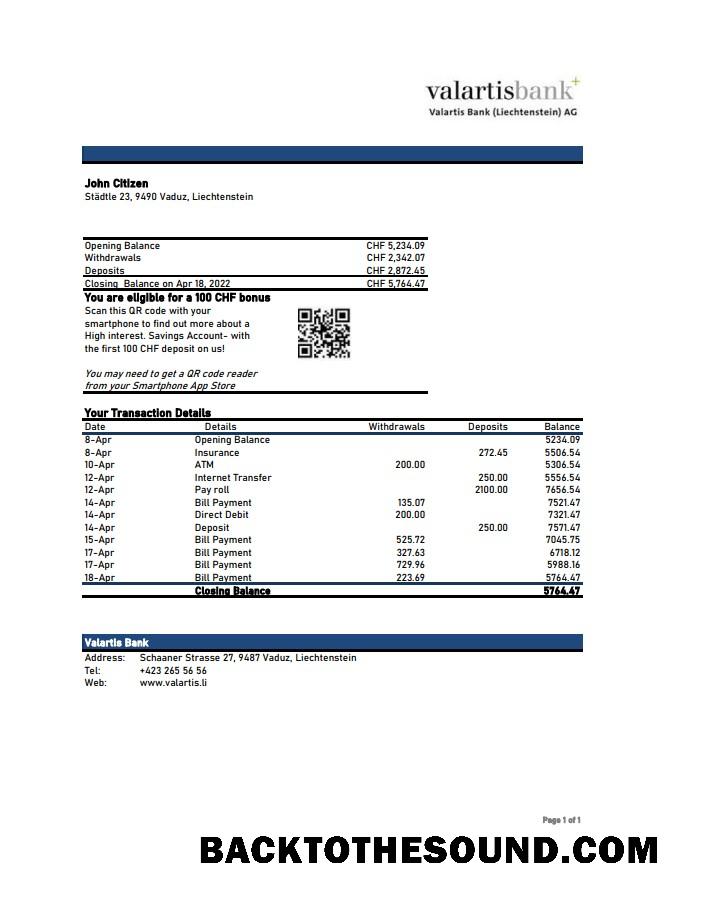 valartisbank+
Valartis Bank (Liechtenstein) AG
John Citizen
Städtle 23, 9490 Vaduz, Liechtenstein
Opening Balance CHF 5,234.09
Withdrawals CHF 2,342.07
Deposits CHF 2,872.45
Closing Balance on Apr 18, 2022 CHF 5,764.47
You are eligible for a 100 CHF bonus
Scan this QR code with your
smartphone to find out more about a
High interest. Savings Account- with
the first 100 CHF deposit on us!
You may need to get a QR code reader
from your Smartphone App Store
Your Transaction Details
Date Details Withdrawals Deposits Balance
8-Apr Opening Balance 5234.09
8-Apr Insurance 272.45 5506.54
10-Apr ATM 200.00 5306.54
12-Apr Internet Transfer 250.00 5556.54
12-Apr Pay roll 2100.00 7656.54
14-Apr Bill Payment 135.07 7521.47
14-Apr Direct Debit 200.00 7321.47
14-Apr Deposit 250.00 7571.47
15-Apr Bill Payment 525.72 7045.75
17-Apr Bill Payment 327.63 6718.12
17-Apr Bill Payment 729.96 5988.16
18-Apr Bill Payment 223.69 5764.47
Closing Balance 5764.47
Valartis Bank
Address: Schaaner Strasse 27, 9487 Vaduz, Liechtenstein
Tel: +423 265 56 56
Web: www.valartis.li
Page 1 of 1
BACKTOTHESOUND.COM